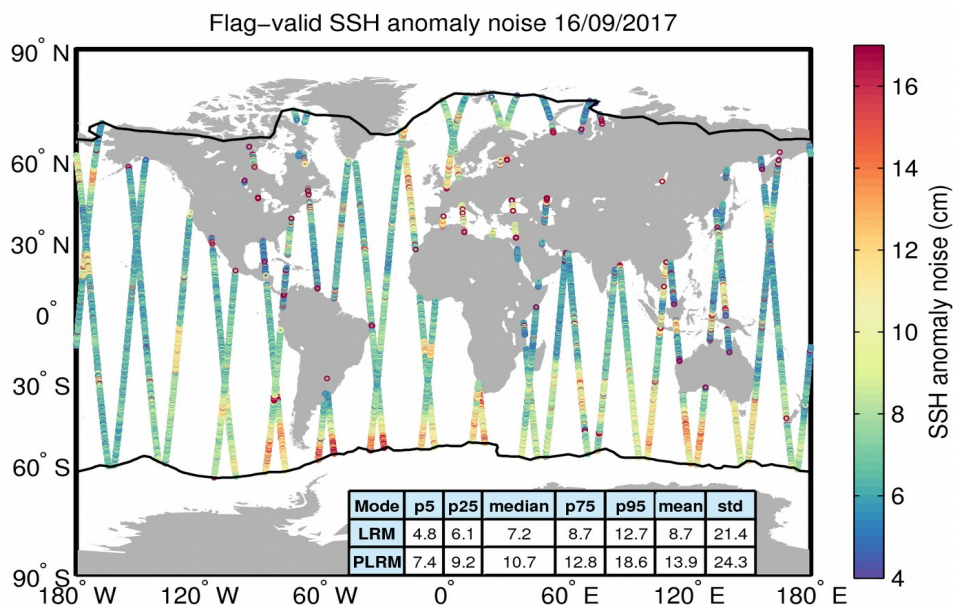 Flag−valid SSH anomaly noise 16/09/2017
90° N
60° N
30° N
0°
30° S
60° S
90° S
180° W 120° W 60° W 0° 60° E 120° E 180° E
Mode p5 p25 median p75 p95 mean std
LRM 4.8 6.1 7.2 8.7 12.7 8.7 21.4
PLRM 7.4 9.2 10.7 12.8 18.6 13.9 24.3
16
14
12
10
8
6
4
SSH anomaly noise (cm)